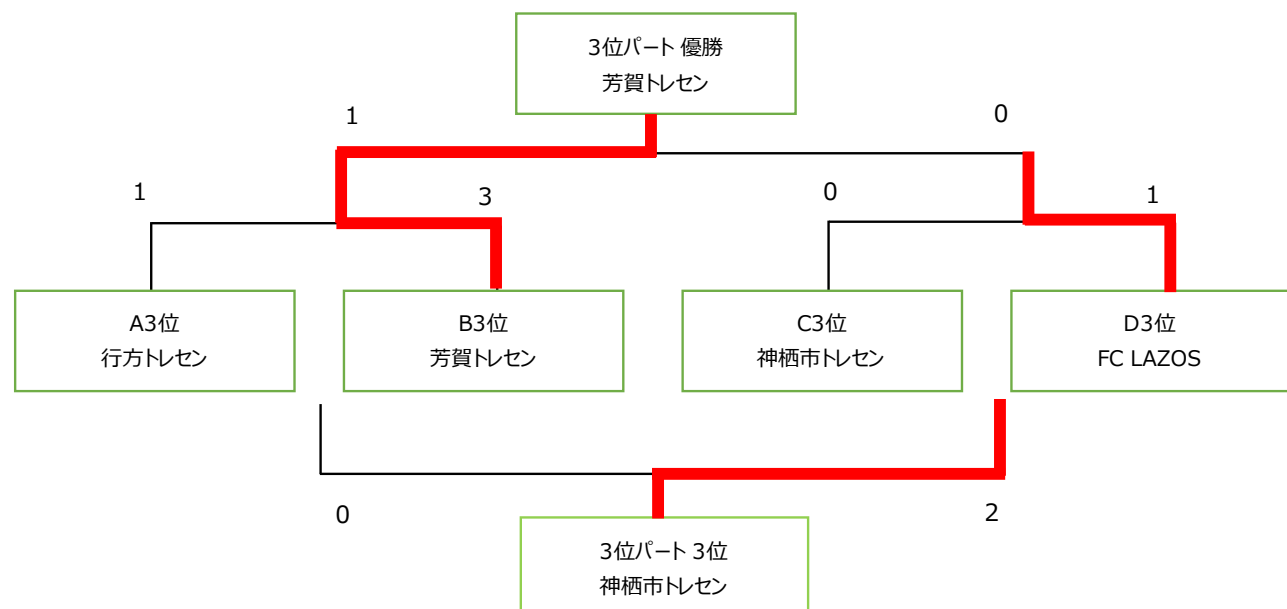 3位パート 優勝
芳賀トレセン
1
0
1
3
0
1
A3位
行方トレセン
B3位
芳賀トレセン
C3位
神栖市トレセン
D3位
FC LAZOS
0
2
3位パート 3位
神栖市トレセン